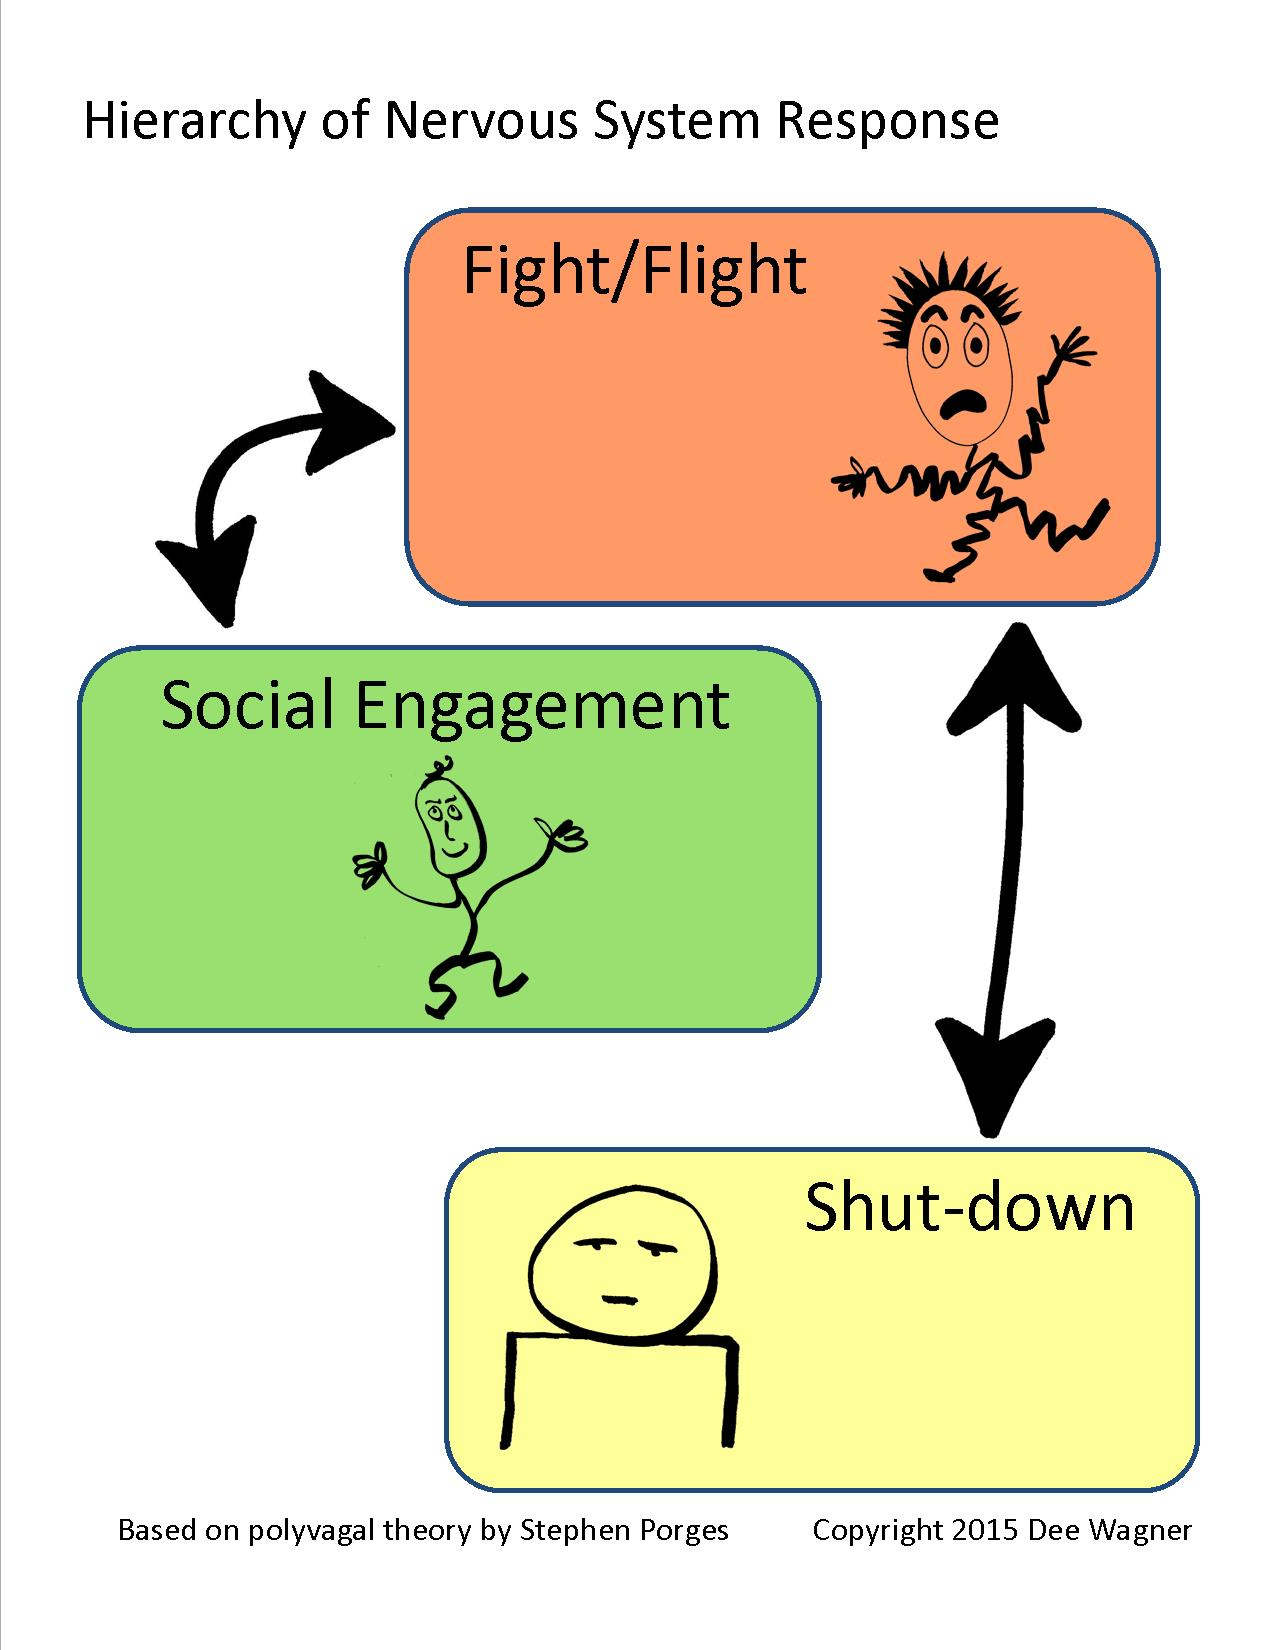 Hierarchy of Nervous System Response
Fight/Flight
Social Engagement
Shut-down
Based on polyvagal theory by Stephen Porges
Copyright 2015 Dee Wagner